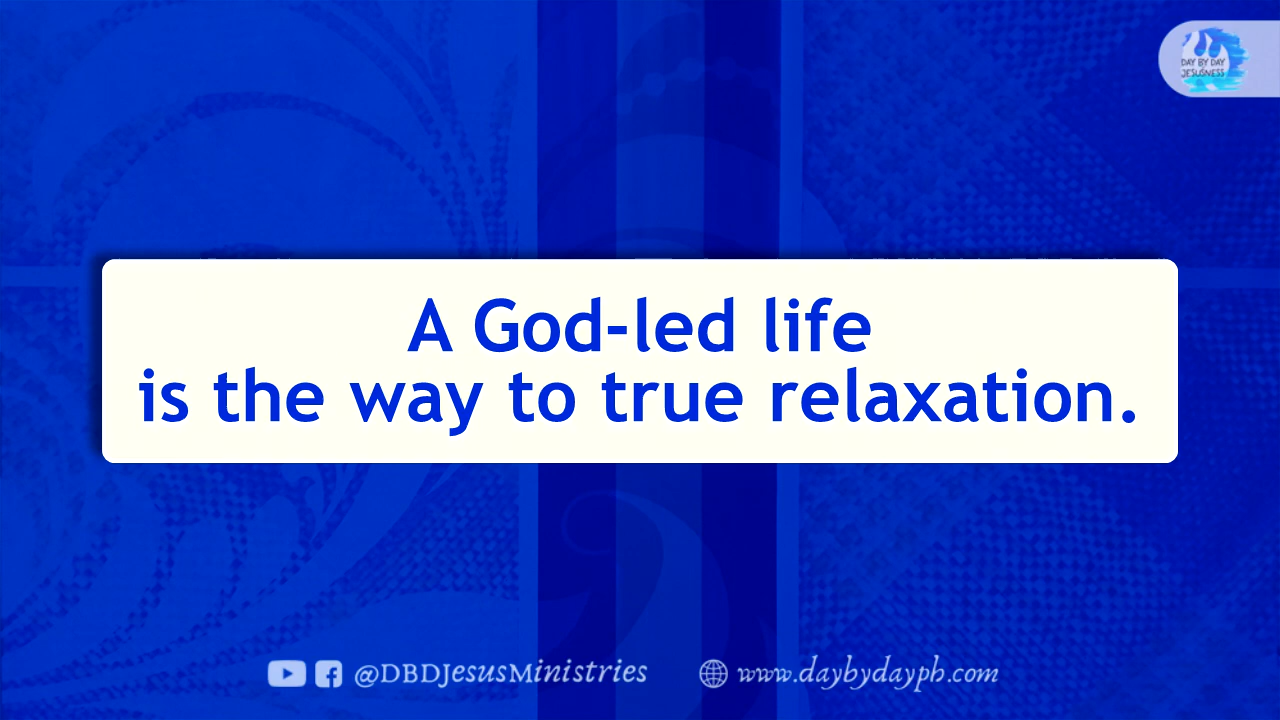 DAY BY DAY
JESUSNESS
A God-led life
is the way to true relaxation.
@DBDJesusMinistries
www.daybydayph.com